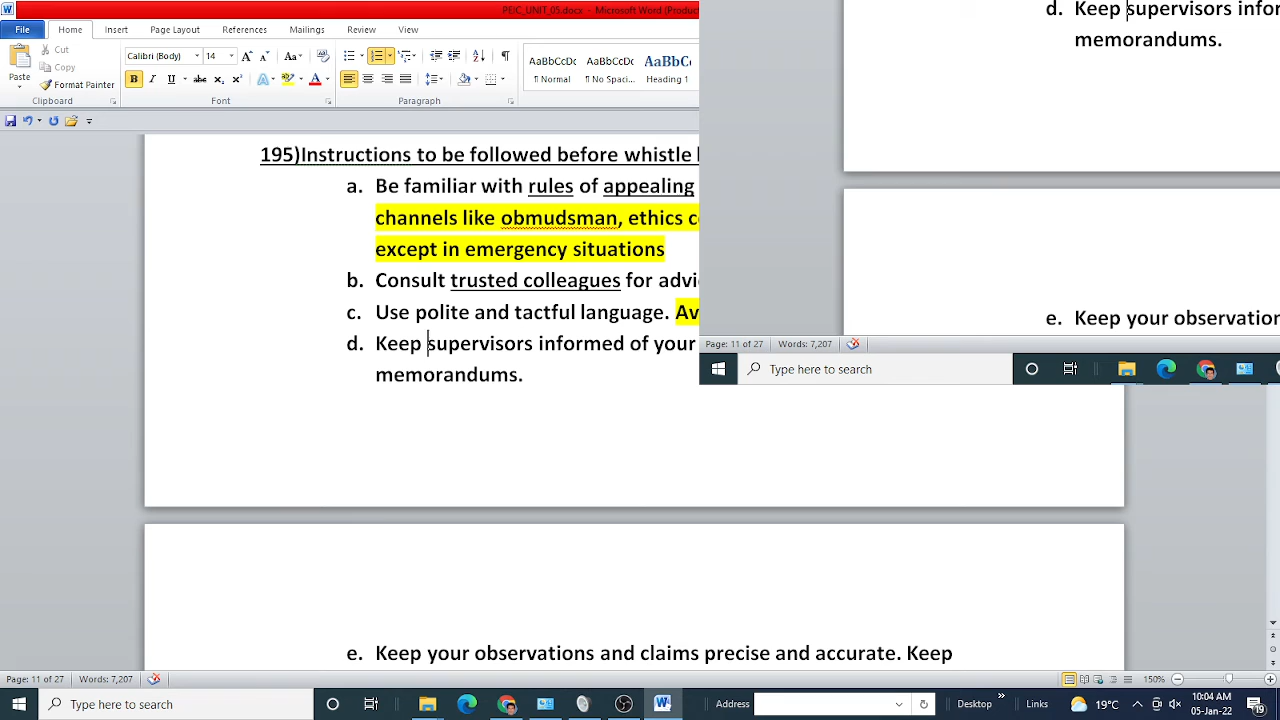 PEIC_UNIT_05.docx - Microsoft Word (Produc
File Home Insert Page Layout References Mailings Review View
Cut
Copy
Format Painter
Paste
Clipboard
Calibri (Body) 14
Font
Paragraph
AaBbCcDc AaBbCcDc AaBbC
¶ Normal ¶ No Spaci... Heading 1
195)Instructions to be followed before whistle
a. Be familiar with rules of appealing
channels like obmudsman, ethics
except in emergency situations
b. Consult trusted colleagues for advi
c. Use polite and tactful language. Av
d. Keep supervisors informed of your
memorandums.
e. Keep your observations and claims precise and accurate. Keep
d. Keep supervisors infor
memorandums.
e. Keep your observation
Page: 11 of 27 Words: 7,207
Type here to search
Page: 11 of 27 Words: 7,207
150%
Type here to search
Address
Desktop
Links
19°C
10:04 AM
05-Jan-22